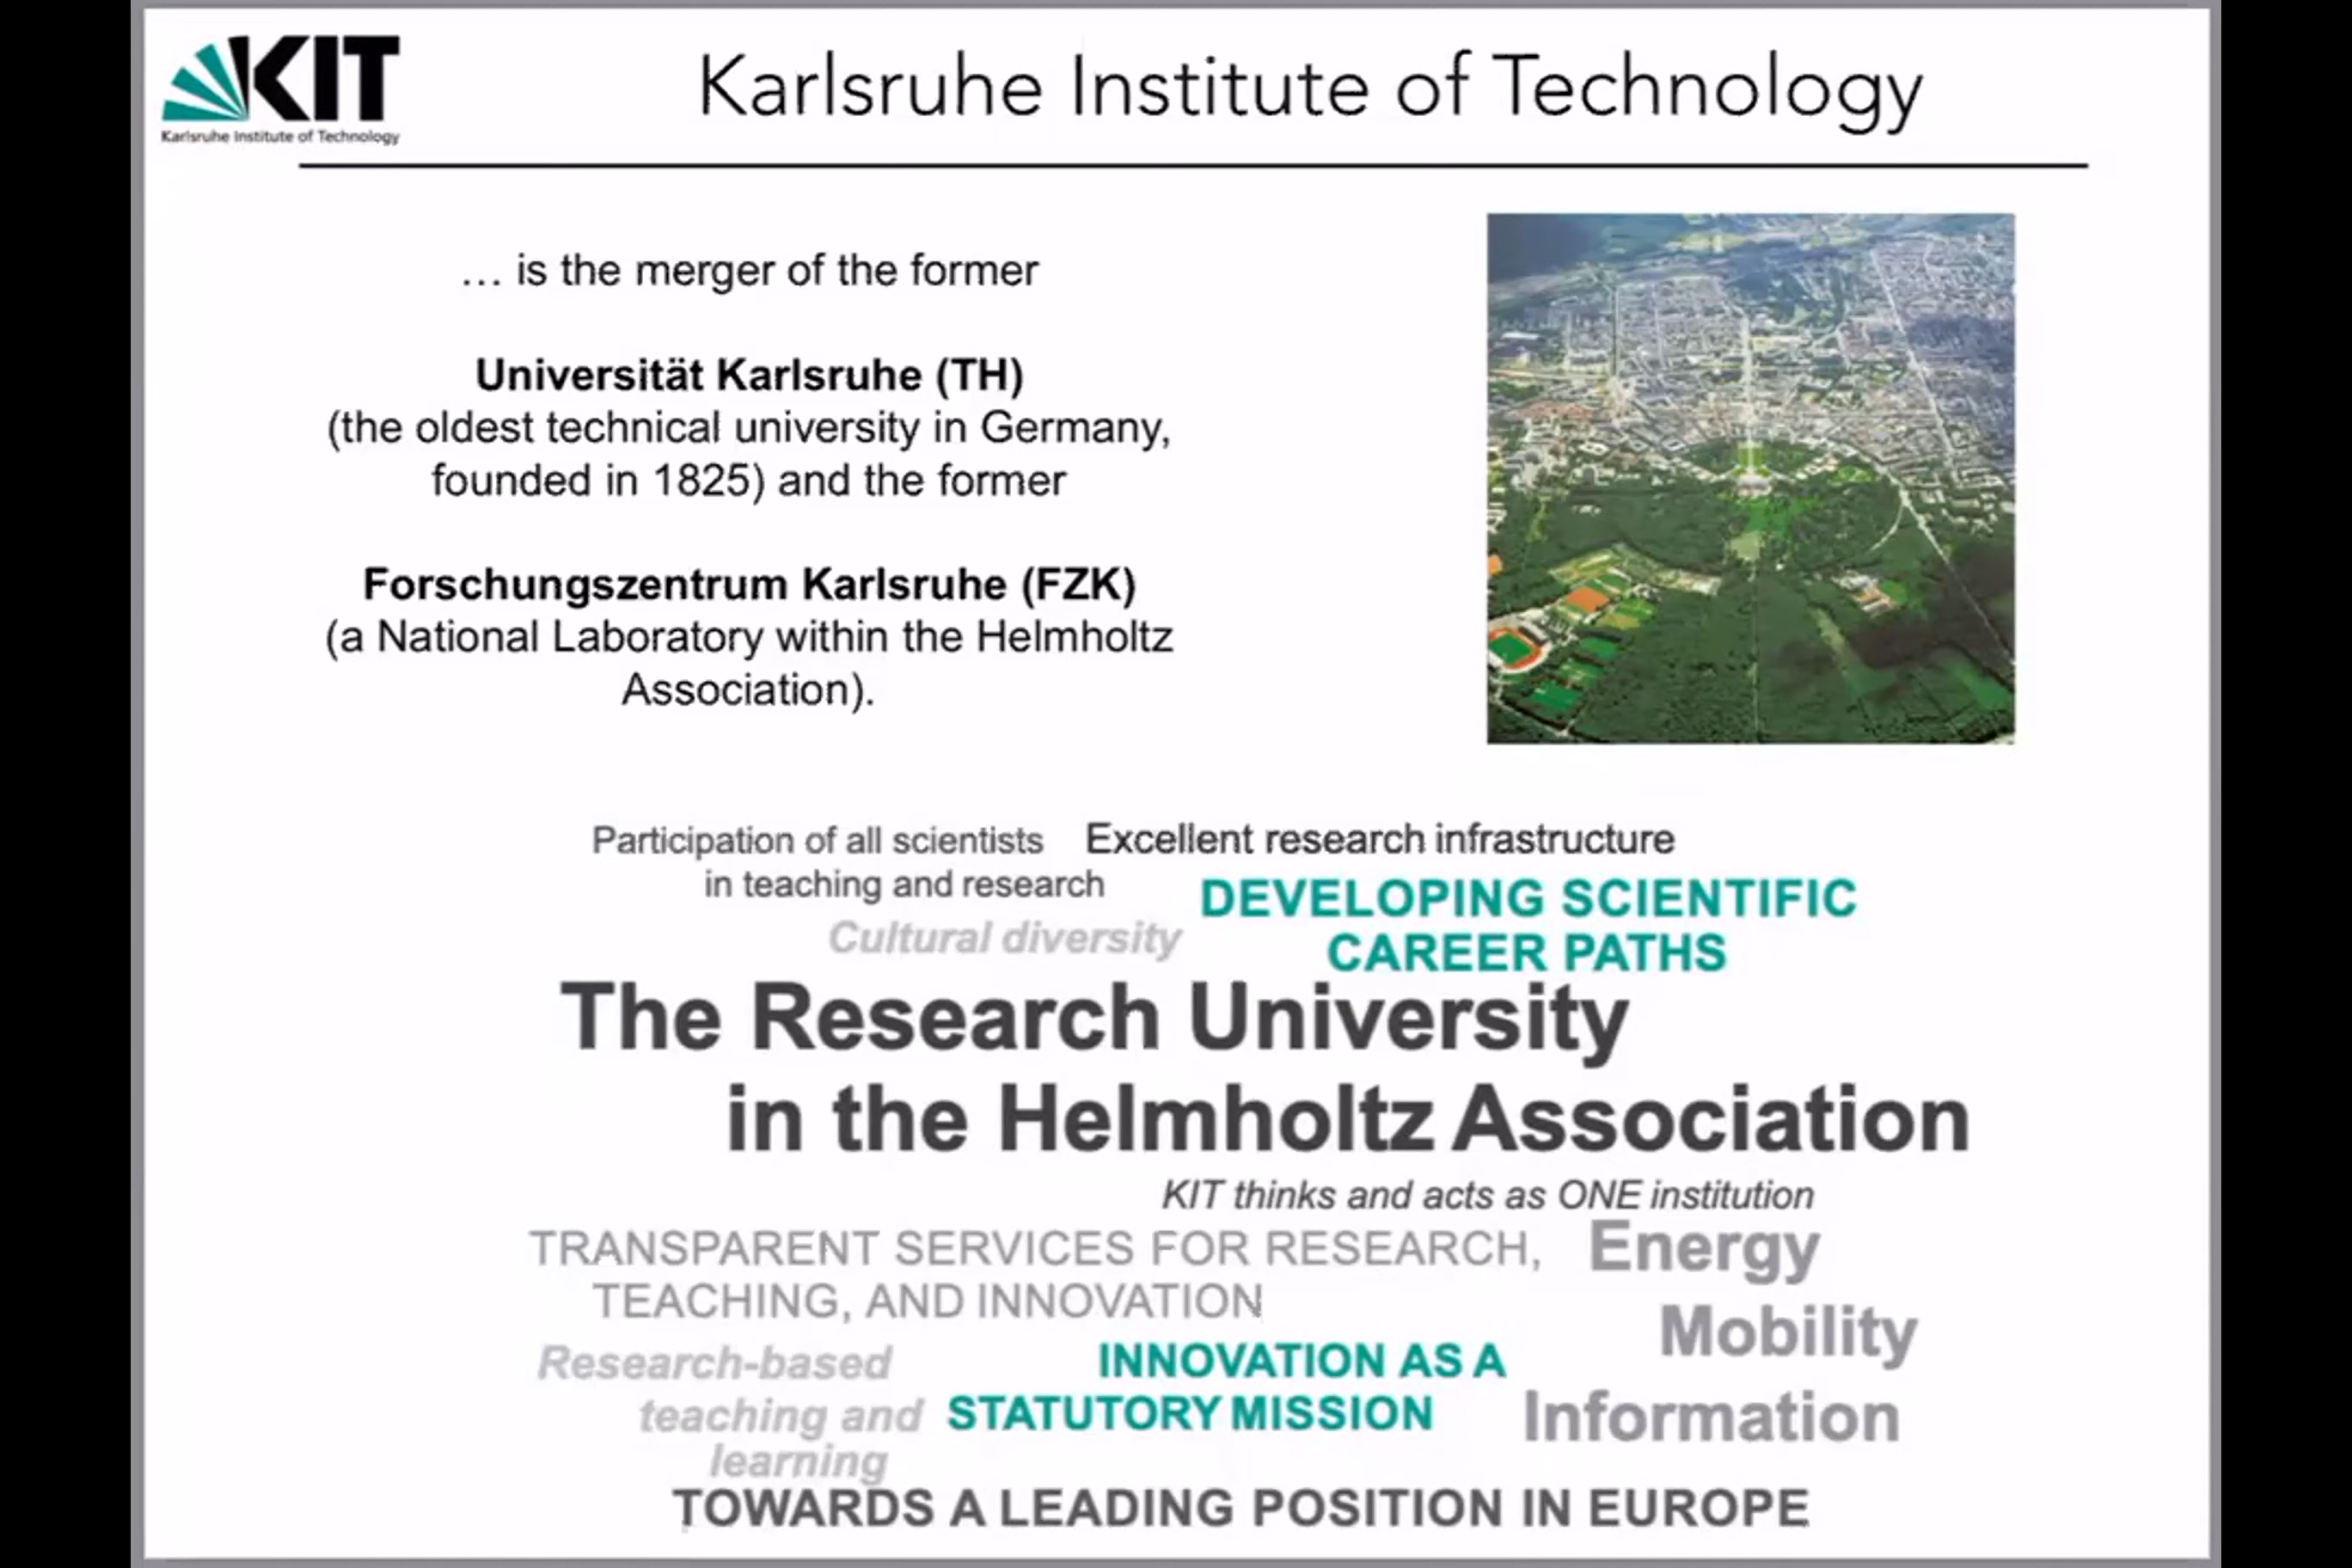 KIT
Karlsruhe Institute of Technology
Karlsruhe Institute of Technology
… is the merger of the former
Universität Karlsruhe (TH)
(the oldest technical university in Germany,
founded in 1825) and the former
Forschungszentrum Karlsruhe (FZK)
(a National Laboratory within the Helmholtz
Association).
Participation of all scientists
in teaching and research
Excellent research infrastructure
DEVELOPING SCIENTIFIC
CAREER PATHS
Cultural diversity
The Research University
in the Helmholtz Association
KIT thinks and acts as ONE institution
TRANSPARENT SERVICES FOR RESEARCH,
TEACHING, AND INNOVATION
Energy
Mobility
Information
Research-based
teaching and
learning
INNOVATION AS A
STATUTORY MISSION
TOWARDS A LEADING POSITION IN EUROPE